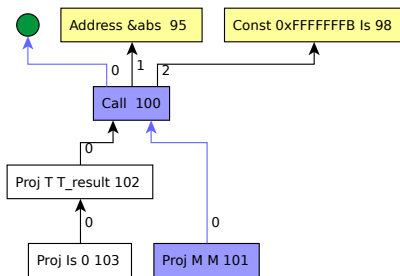 Address &abs 95
Const 0xFFFFFFFB Is 98
0
1
2
Call 100
0
Proj T T_result 102
0
0
Proj Is 0 103
Proj M M 101